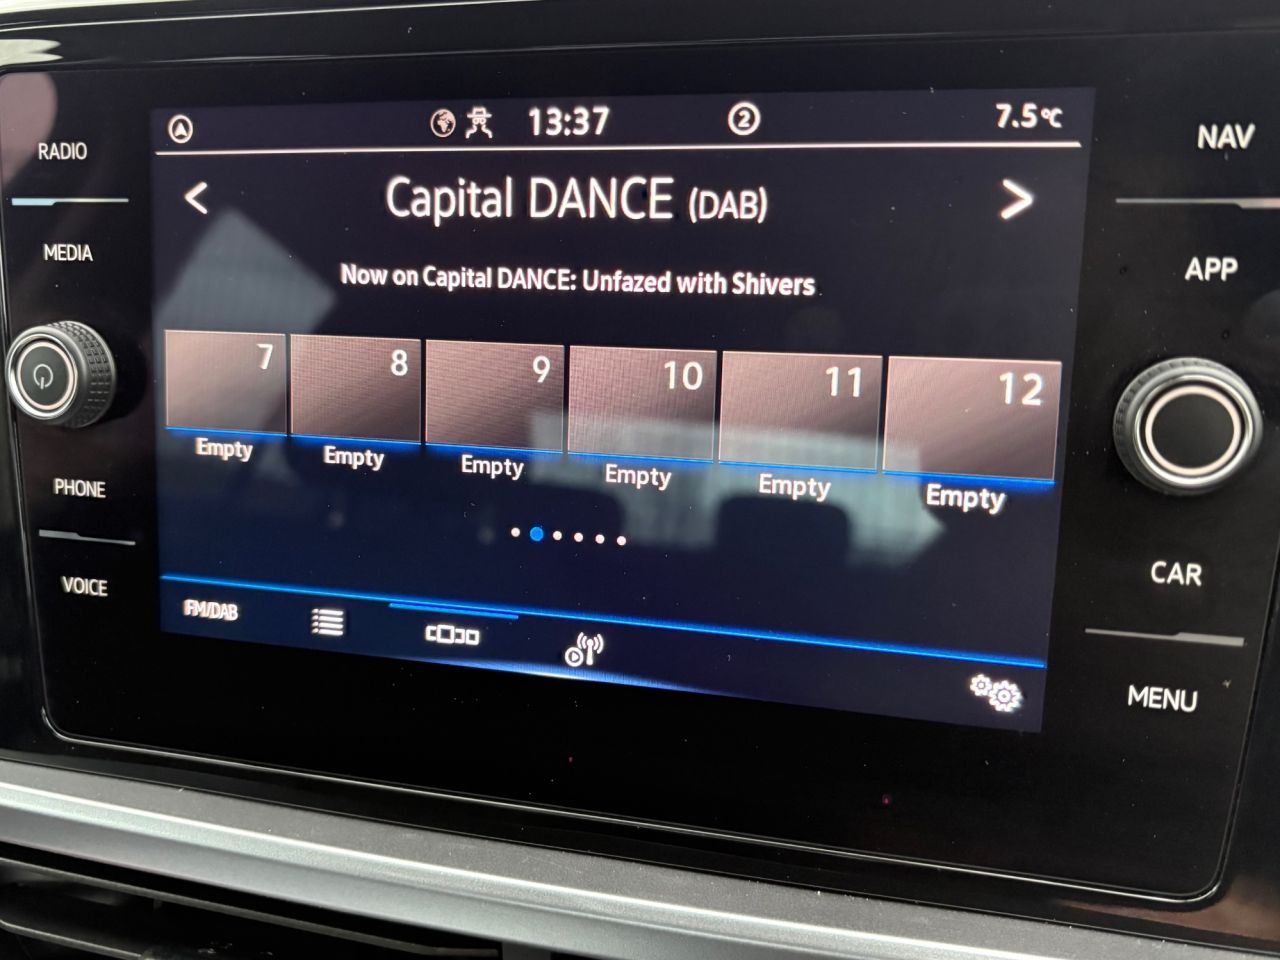 RADIO
MEDIA
PHONE
VOICE
13:37
2
7.5°C
Capital DANCE (DAB)
Now on Capital DANCE: Unfazed with Shivers
7
8
9
10
11
12
Empty
Empty
Empty
Empty
Empty
Empty
FM/DAB
NAV
APP
CAR
MENU